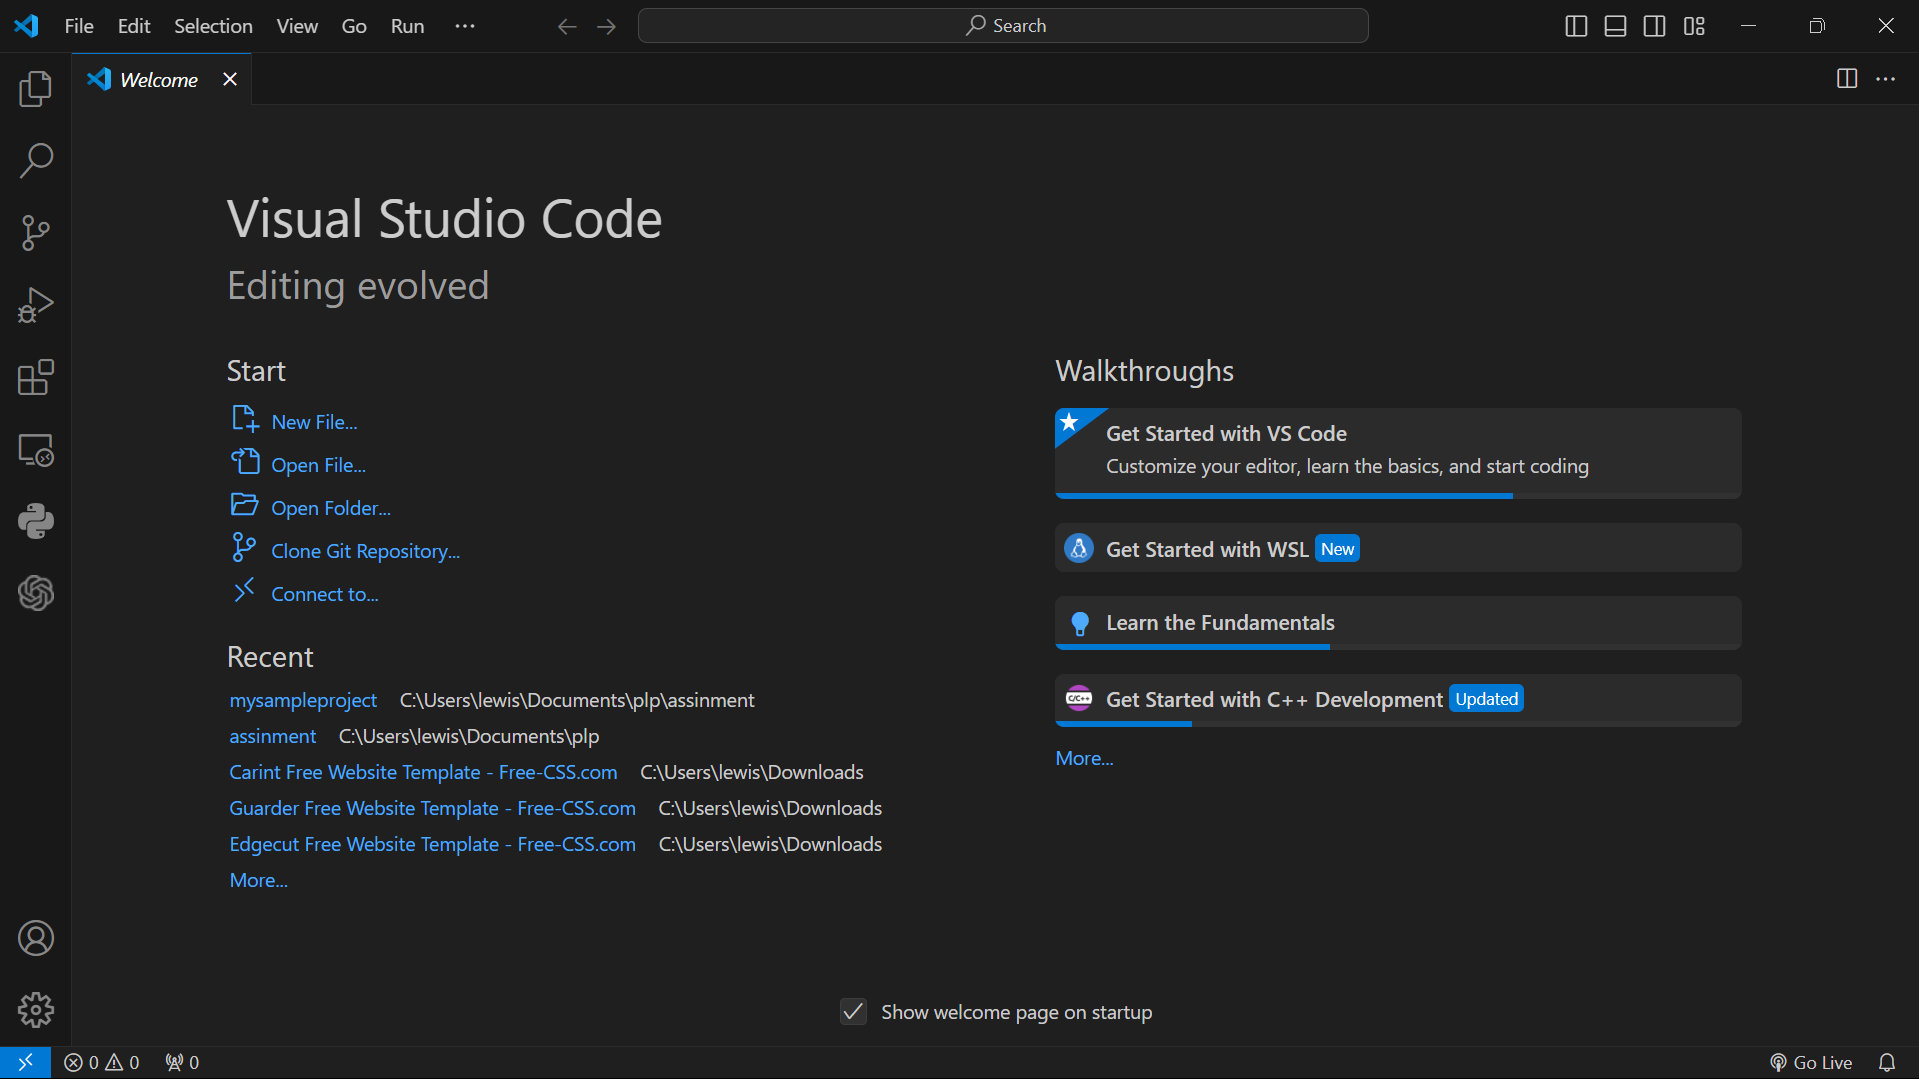 File Edit Selection View Go Run ···
Search
Welcome
Visual Studio Code
Editing evolved
Start
New File...
Open File...
Open Folder...
Clone Git Repository...
Connect to...
Recent
mysampleproject C:\Users\lewis\Documents\plp\assinment
assinment C:\Users\lewis\Documents\plp
Carint Free Website Template - Free-CSS.com C:\Users\lewis\Downloads
Guarder Free Website Template - Free-CSS.com C:\Users\lewis\Downloads
Edgecut Free Website Template - Free-CSS.com C:\Users\lewis\Downloads
More...
Walkthroughs
Get Started with VS Code
Customize your editor, learn the basics, and start coding
Get Started with WSL New
Learn the Fundamentals
C/C++ Get Started with C++ Development Updated
More...
Show welcome page on startup
0 0 0
Go Live